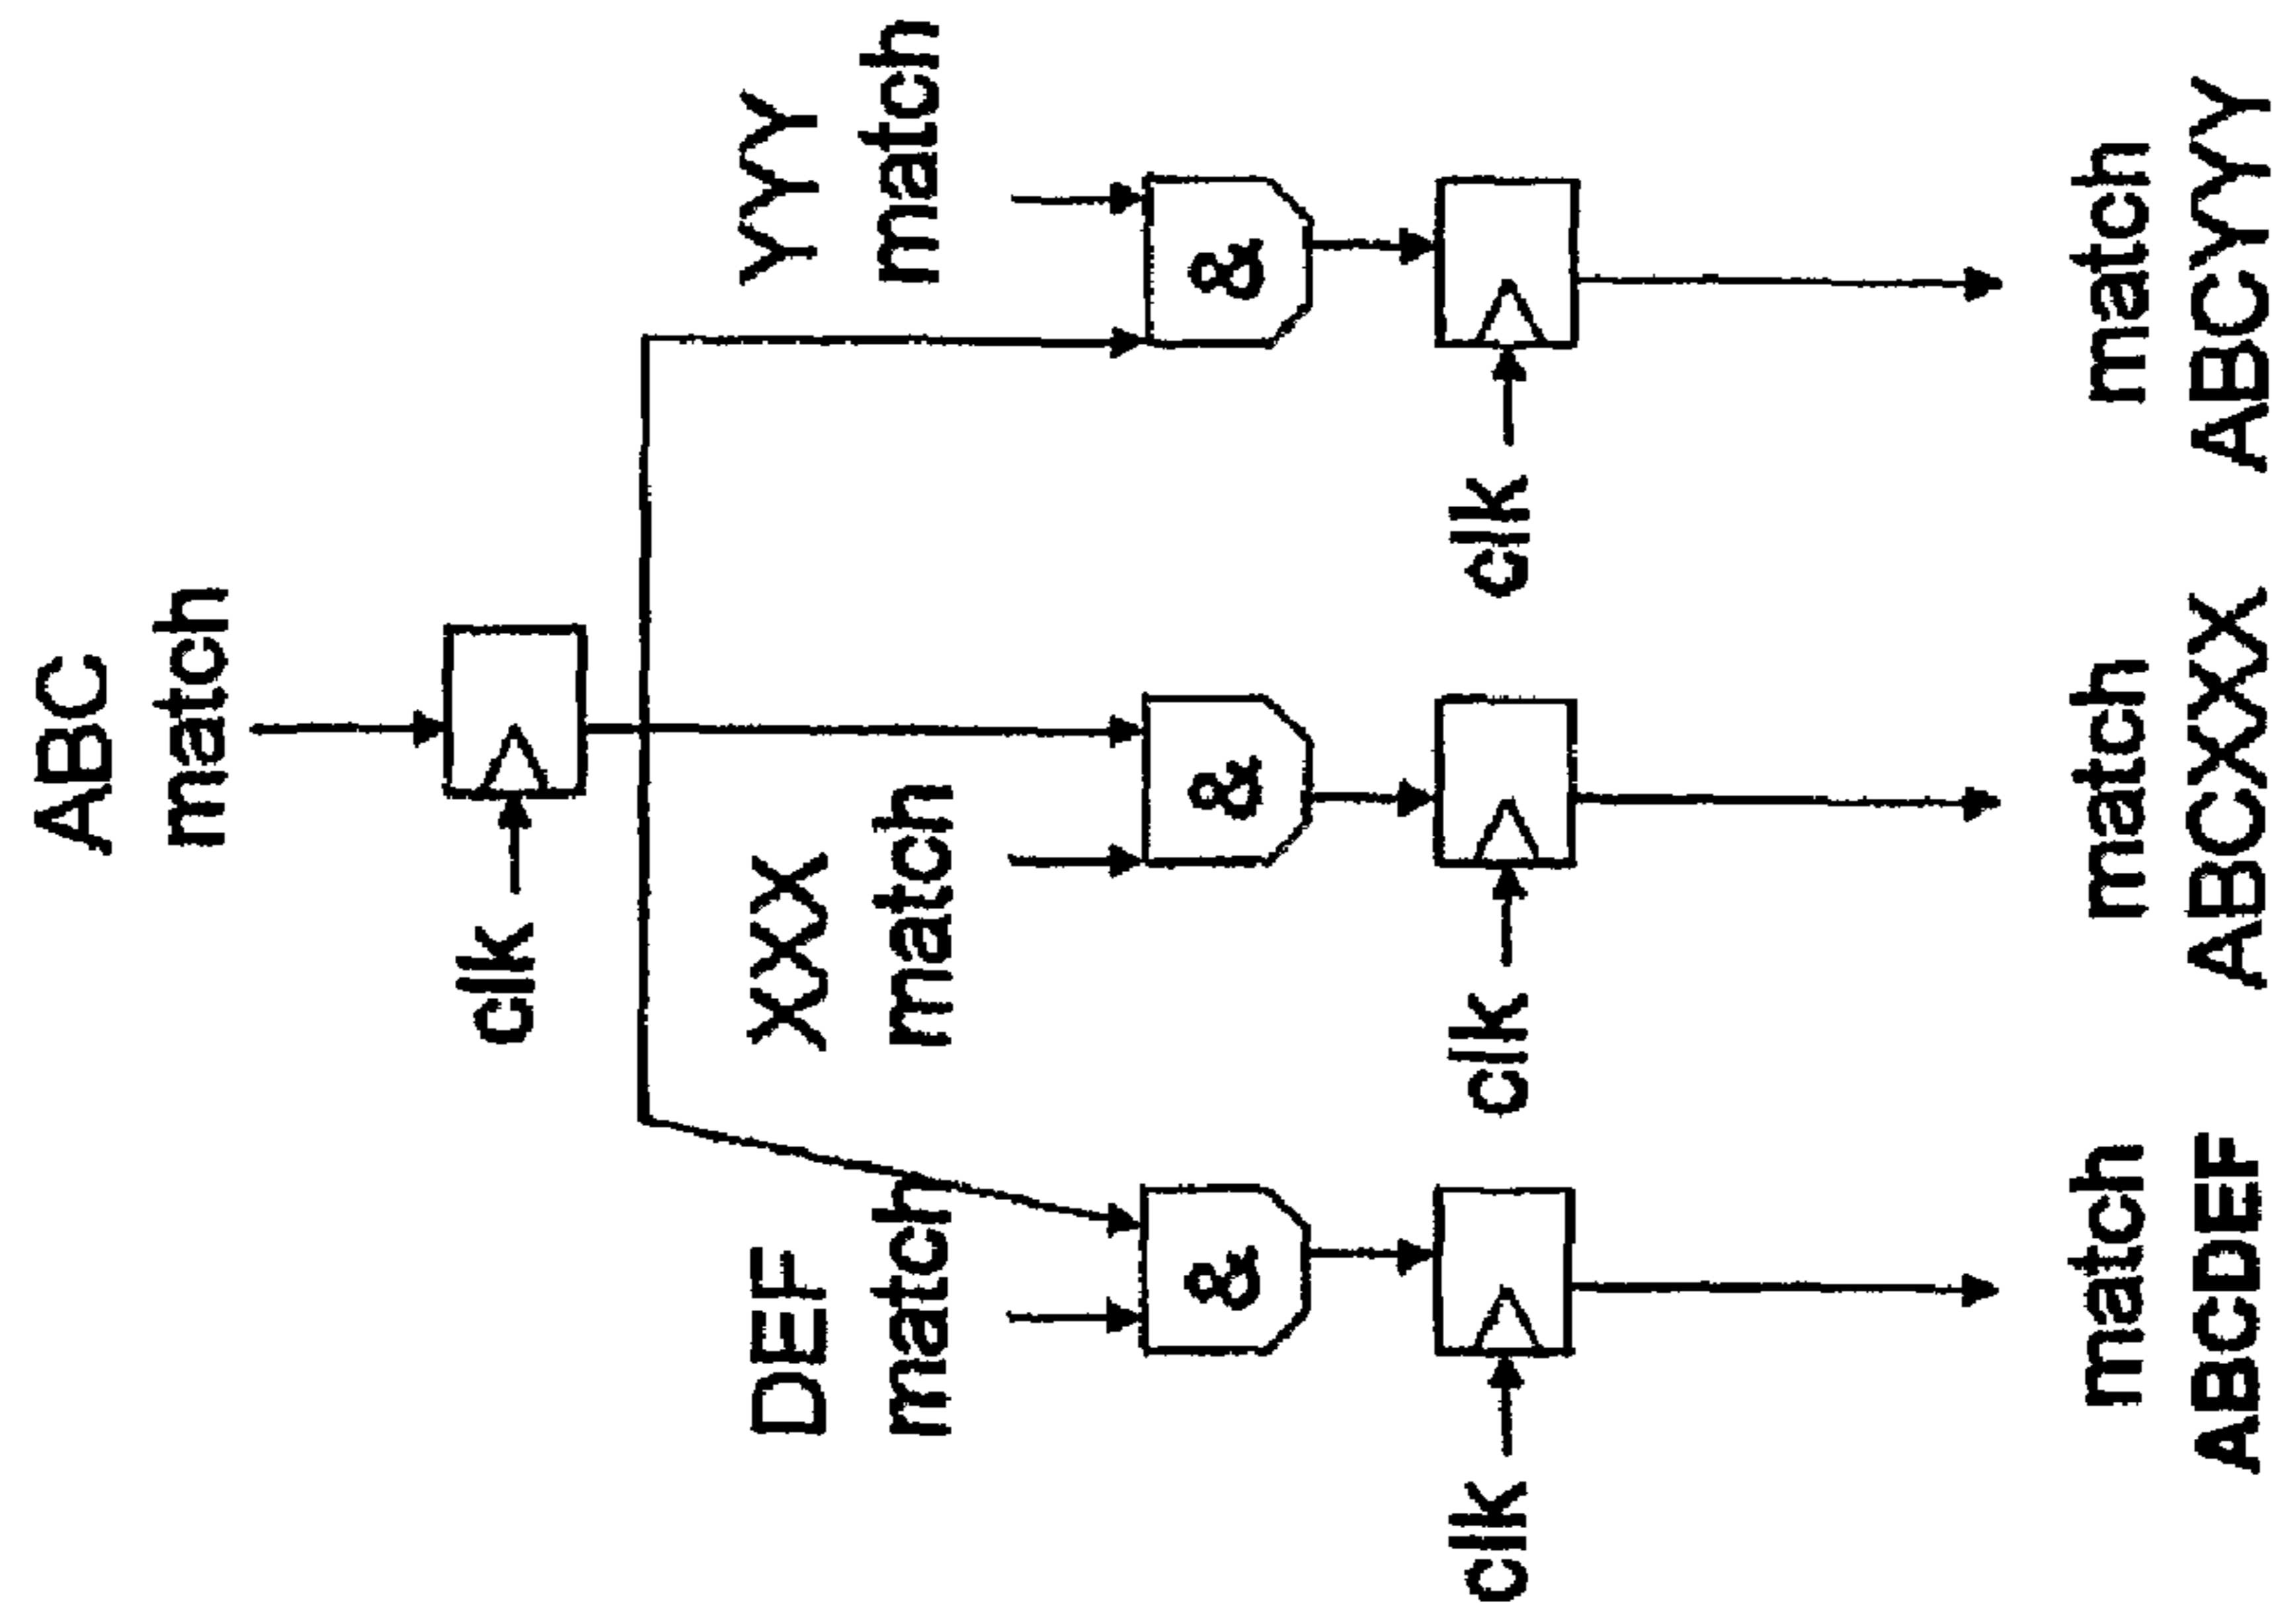 ABC
match
clk
DEF
match
XXX
match
YYY
match
&
&
&
clk
clk
clk
match
ABCDEF
match
ABCXXX
match
ABCYYY